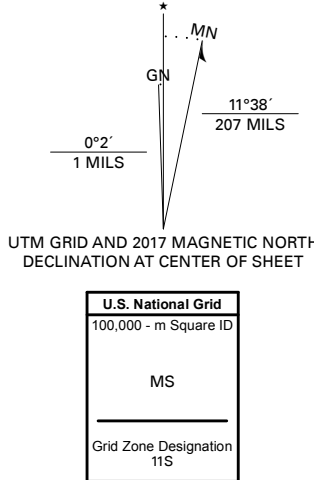 MN
GN
11°38´
207 MILS
0°2´
1 MILS
UTM GRID AND 2017 MAGNETIC NORTH
DECLINATION AT CENTER OF SHEET
U.S. National Grid
100,000 - m Square ID
MS
Grid Zone Designation
11S